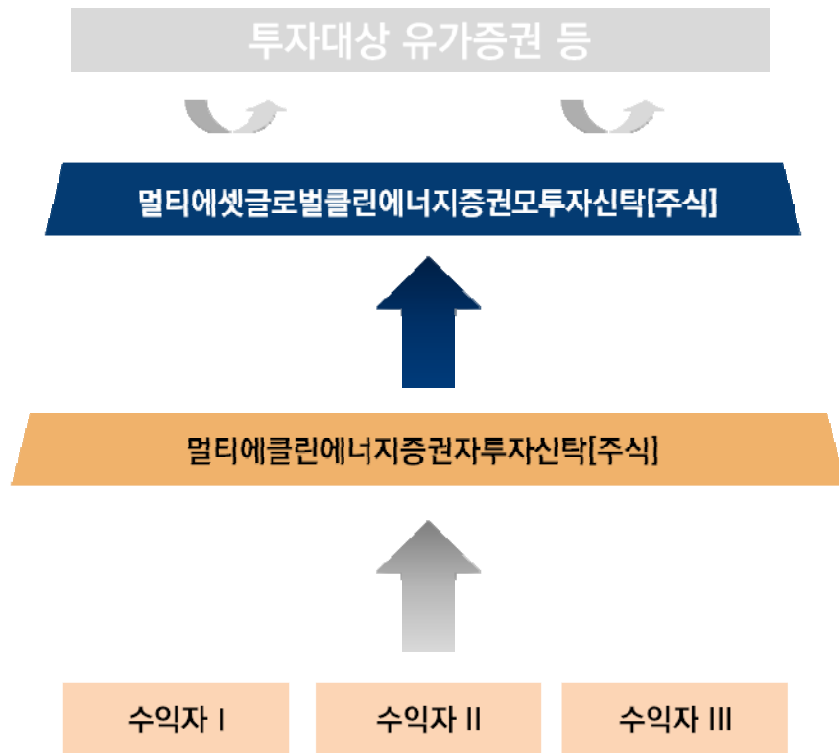 투자대상 유가증권 등
멀티에셋글로벌클린에너지증권모투자신탁[주식]
멀티에클린에너지증권자투자신탁[주식]
수익자 I
수익자 II
수익자 III